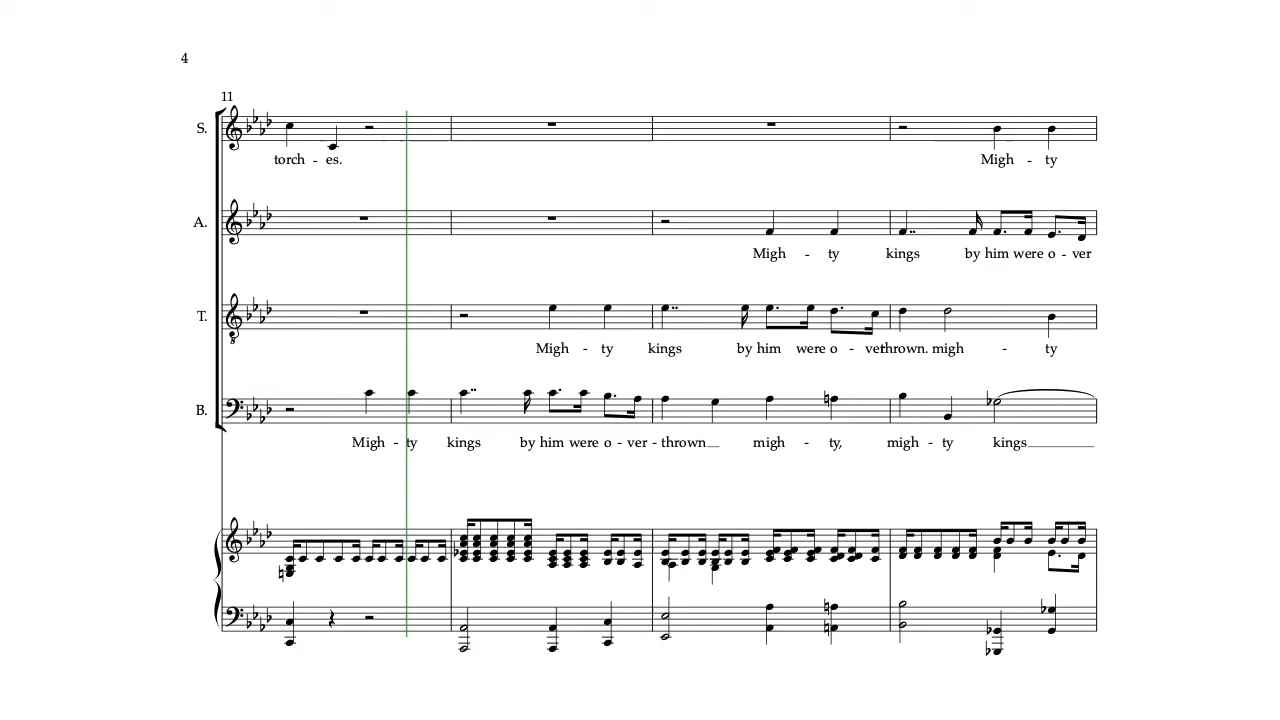 4
11
S.
torch - es. Migh - ty
A.
Migh - ty kings by him were o - ver
T.
Migh - ty kings by him were o - verthrown. migh - ty
B.
Migh - ty kings by him were o - ver - thrown migh - ty, migh - ty kings